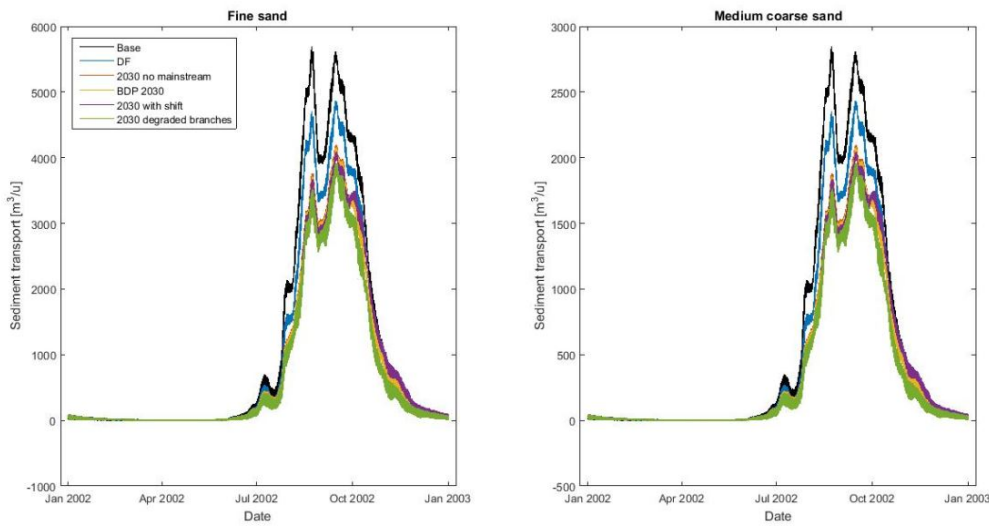 Fine sand
6000
5000
4000
3000
2000
1000
0
-1000
Sediment transport [m³/u]
Base
DF
2030 no mainstream
BDP 2030
2030 with shift
2030 degraded branches
Jan 2002 Apr 2002 Jul 2002 Oct 2002 Jan 2003
Date
Medium coarse sand
3000
2500
2000
1500
1000
500
0
-500
Sediment transport [m³/u]
Jan 2002 Apr 2002 Jul 2002 Oct 2002 Jan 2003
Date